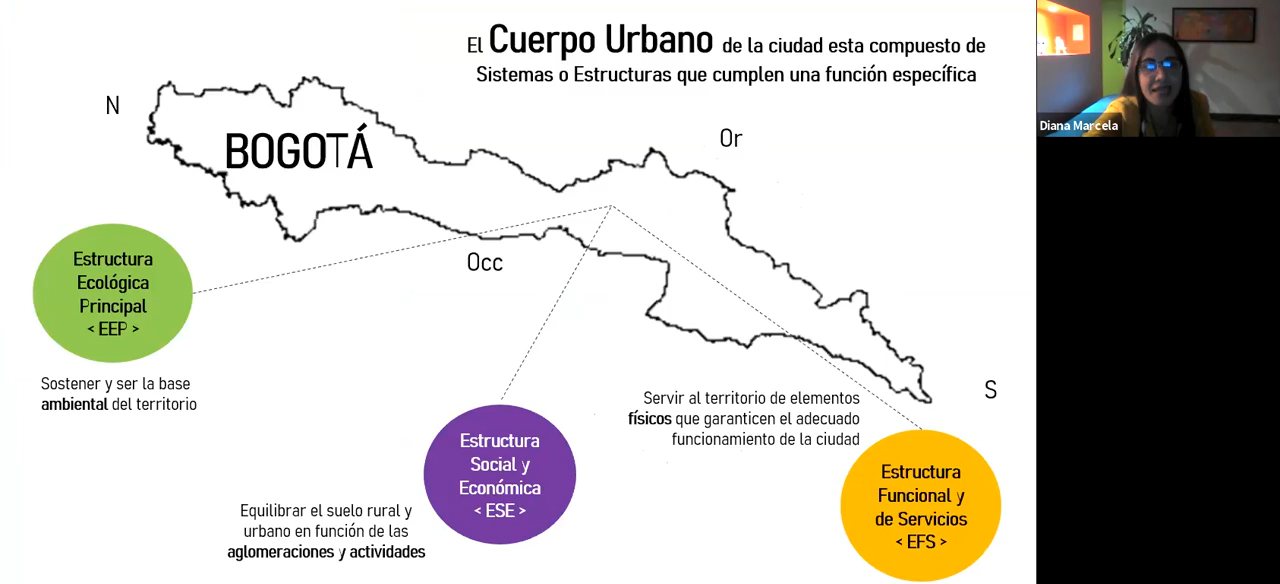 El Cuerpo Urbano de la ciudad esta compuesto de
Sistemas o Estructuras que cumplen una función específica
N
BOGOTÁ
Or
Occ
S
Estructura
Ecológica
Principal
< EEP >
Sostener y ser la base
ambiental del territorio
Estructura
Social y
Económica
< ESE >
Equilibrar el suelo rural y
urbano en función de las
aglomeraciones y actividades
Servir al territorio de elementos
físicos que garanticen el adecuado
funcionamiento de la ciudad
Estructura
Funcional y
de Servicios
< EFS >
Diana Marcela